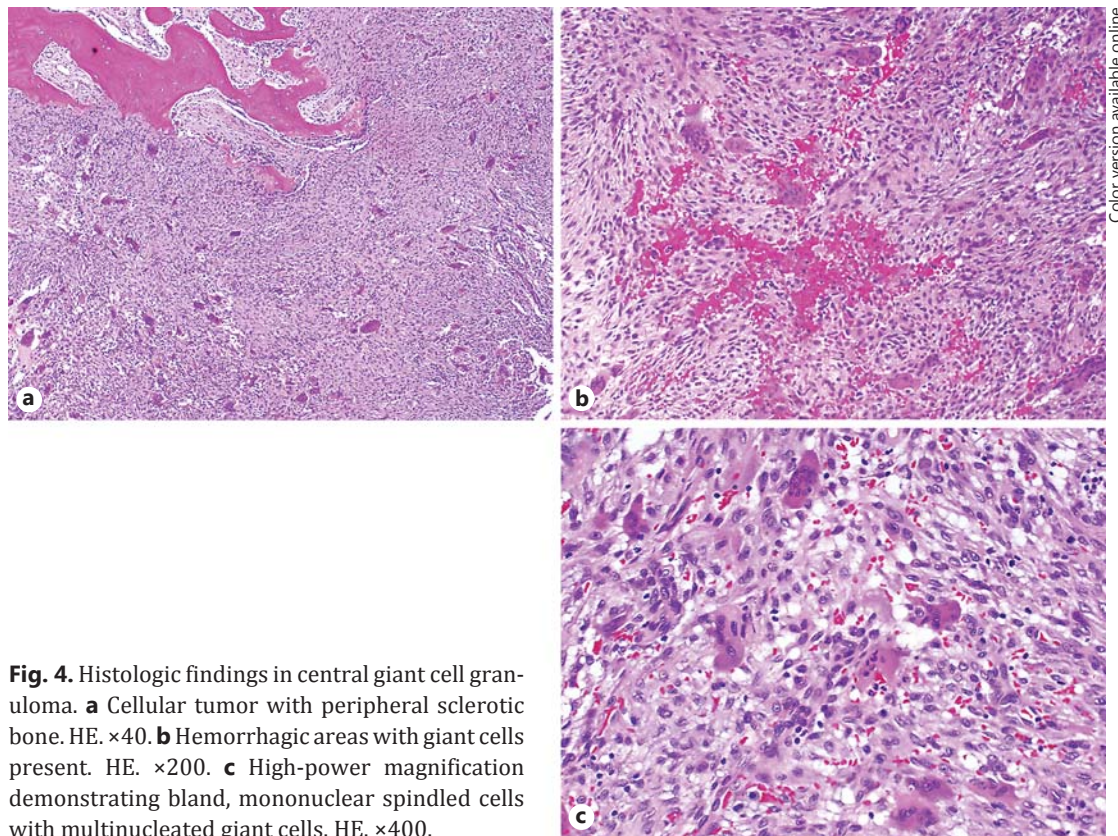 Color version available online
a
b
c
Fig. 4. Histologic findings in central giant cell gran-
uloma. a Cellular tumor with peripheral sclerotic
bone. HE. ×40. b Hemorrhagic areas with giant cells
present. HE. ×200. c High-power magnification
demonstrating bland, mononuclear spindled cells
with multinucleated giant cells. HE. ×400.